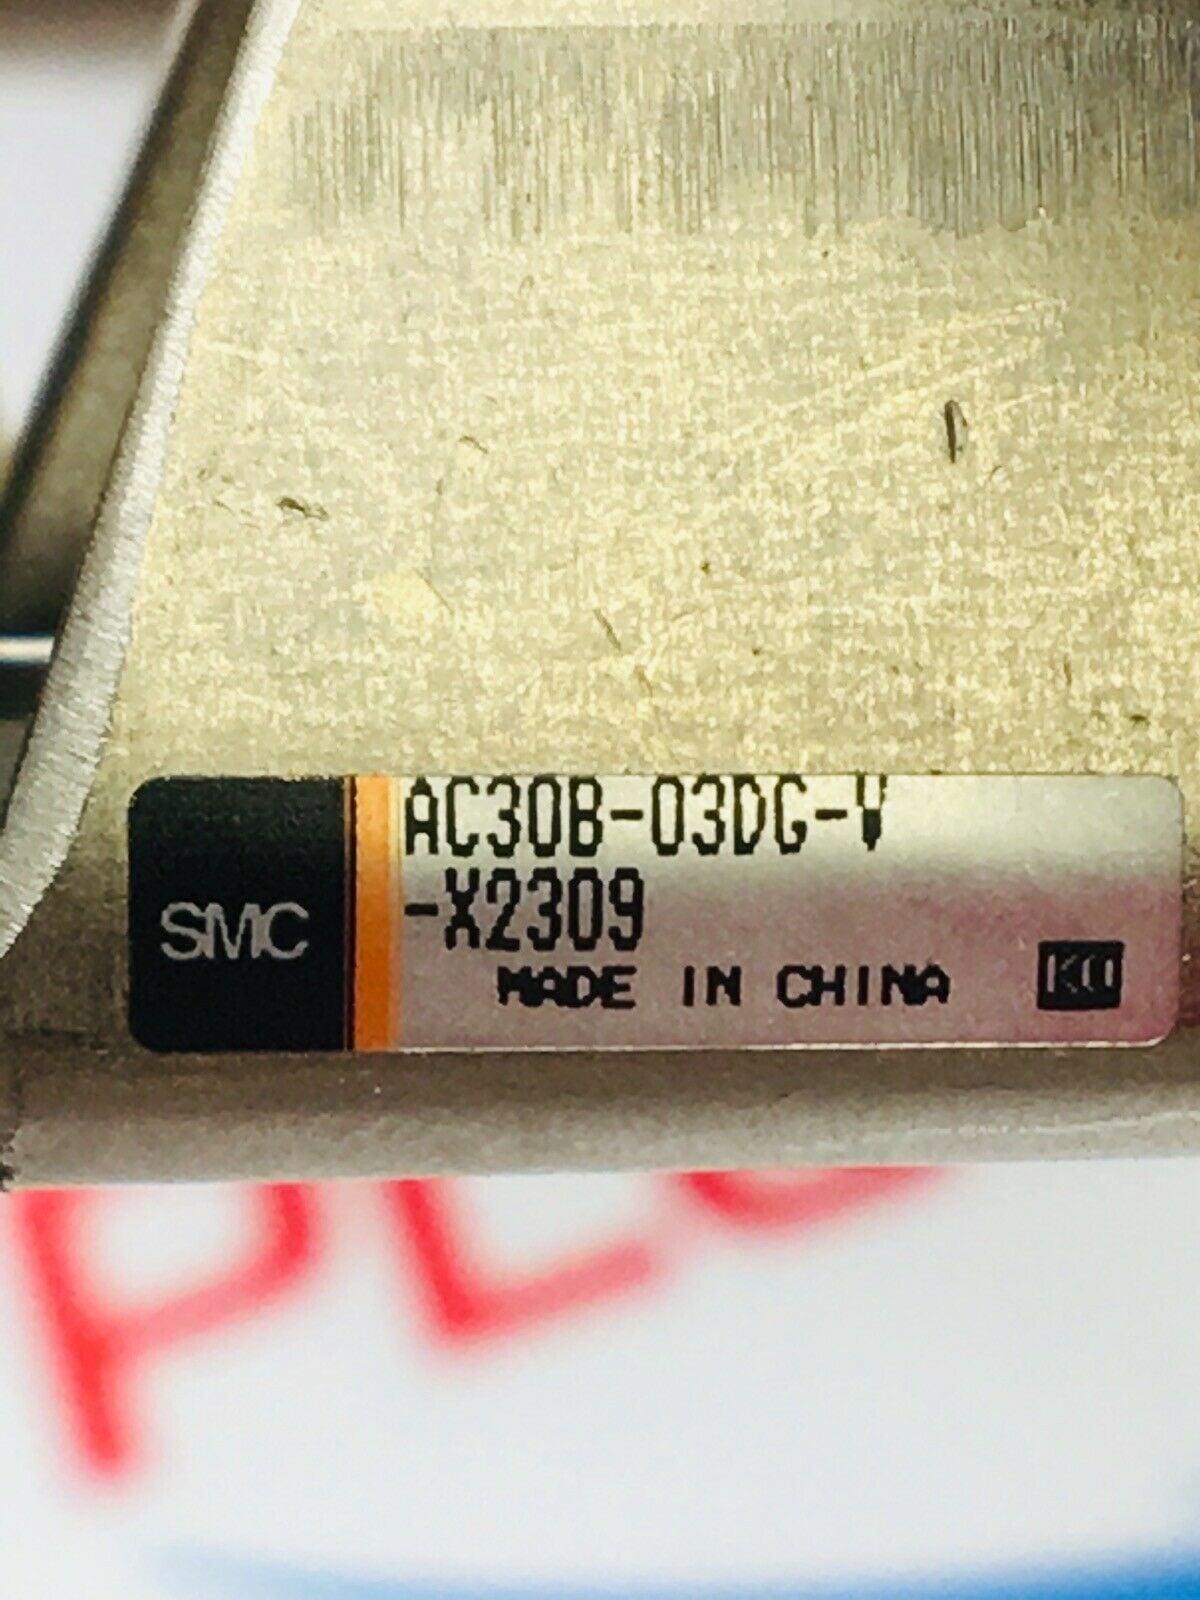 AC30B-03DG-V
-X2309
SMC
MADE IN CHINA